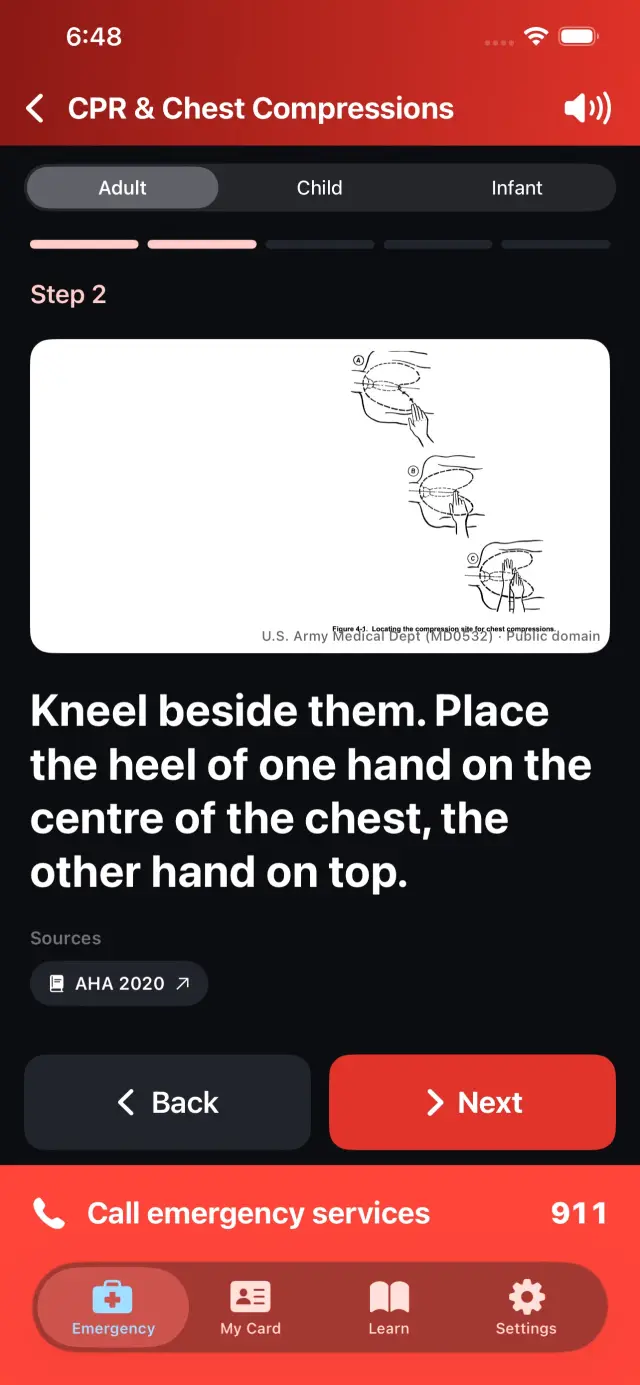 6:48
CPR & Chest Compressions
Adult
Child
Infant
Step 2
A
B
C
Figure 4-1. Locating the compression site for chest compressions.
U.S. Army Medical Dept (MD0532) · Public domain
Kneel beside them. Place
the heel of one hand on the
centre of the chest, the
other hand on top.
Sources
AHA 2020
Back
Next
Call emergency services
911
Emergency
My Card
Learn
Settings